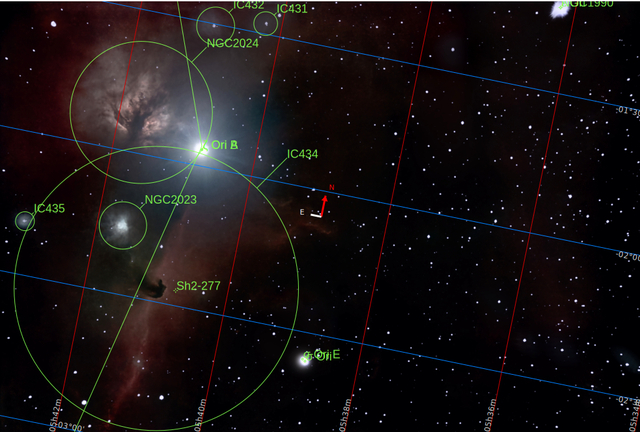 IC432
IC431
NGC1990
NGC2024
-01°30'
Ori B
IC434
N
E
NGC2023
IC435
-02°00'
Sh2-277
Ori E
05h42m
05h40m
05h38m
05h36m
-03°00'